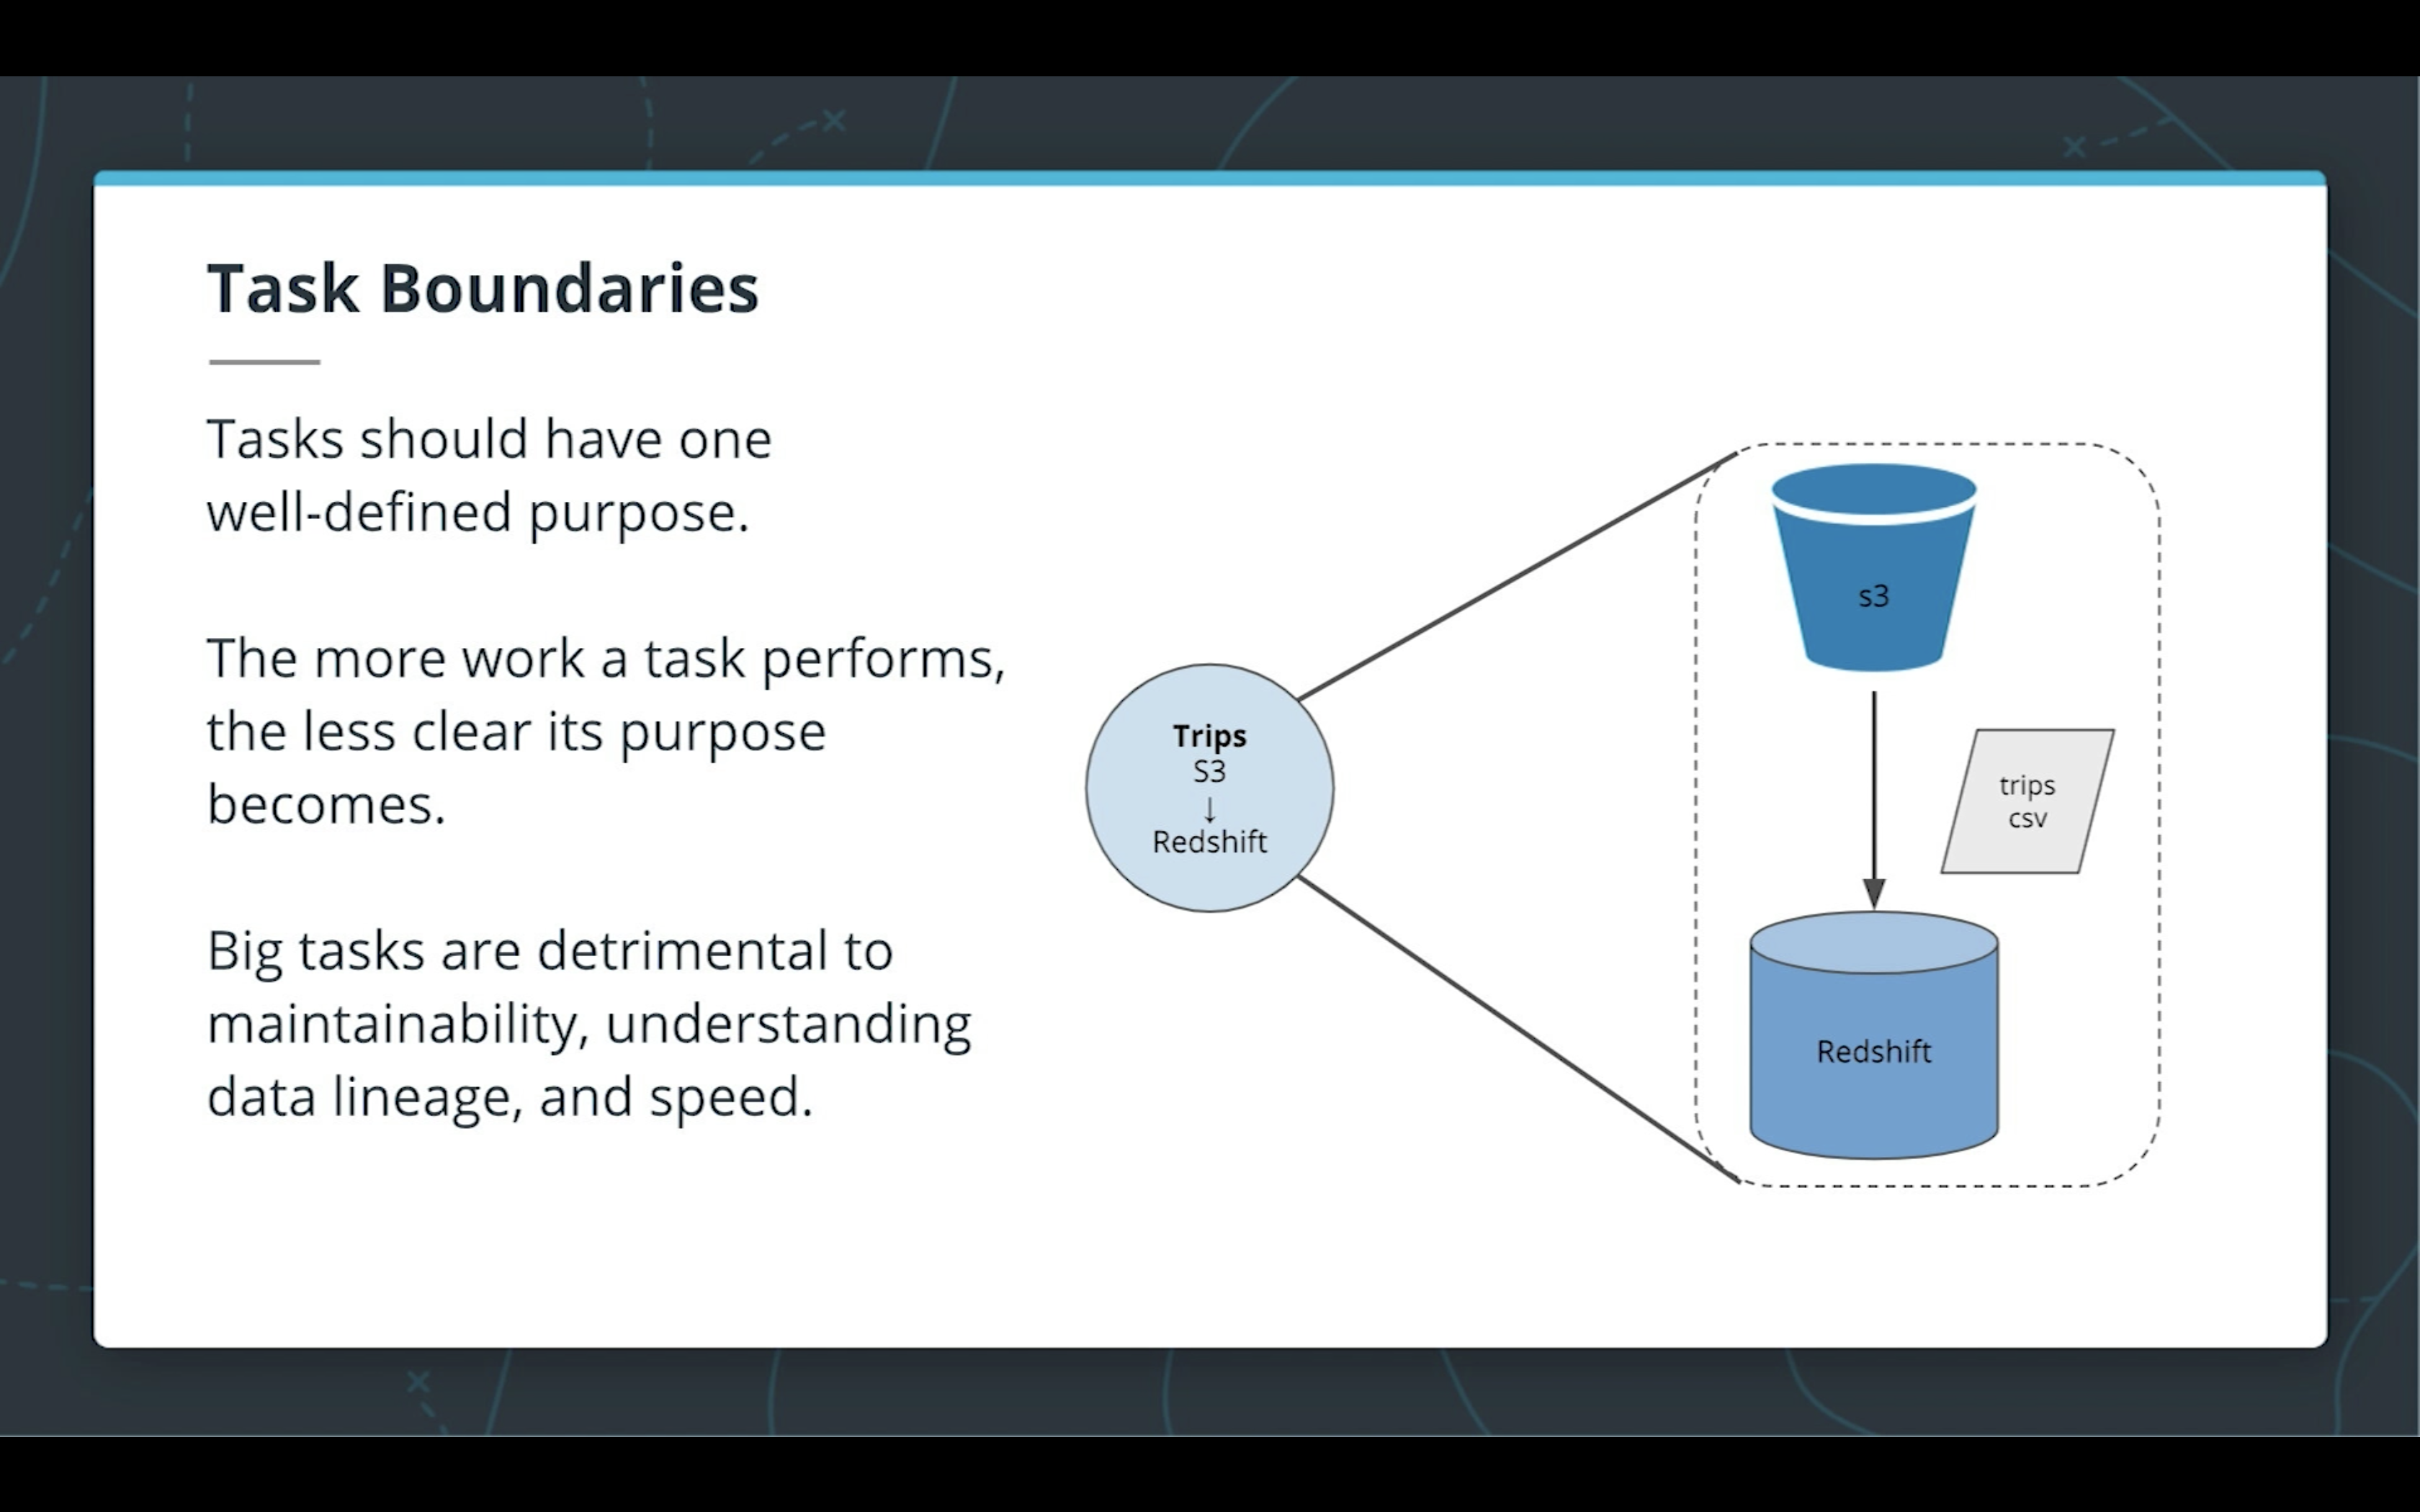 Task Boundaries
Tasks should have one
well-defined purpose.
The more work a task performs,
the less clear its purpose
becomes.
Big tasks are detrimental to
maintainability, understanding
data lineage, and speed.
Trips
S3
↓
Redshift
s3
trips
csv
Redshift